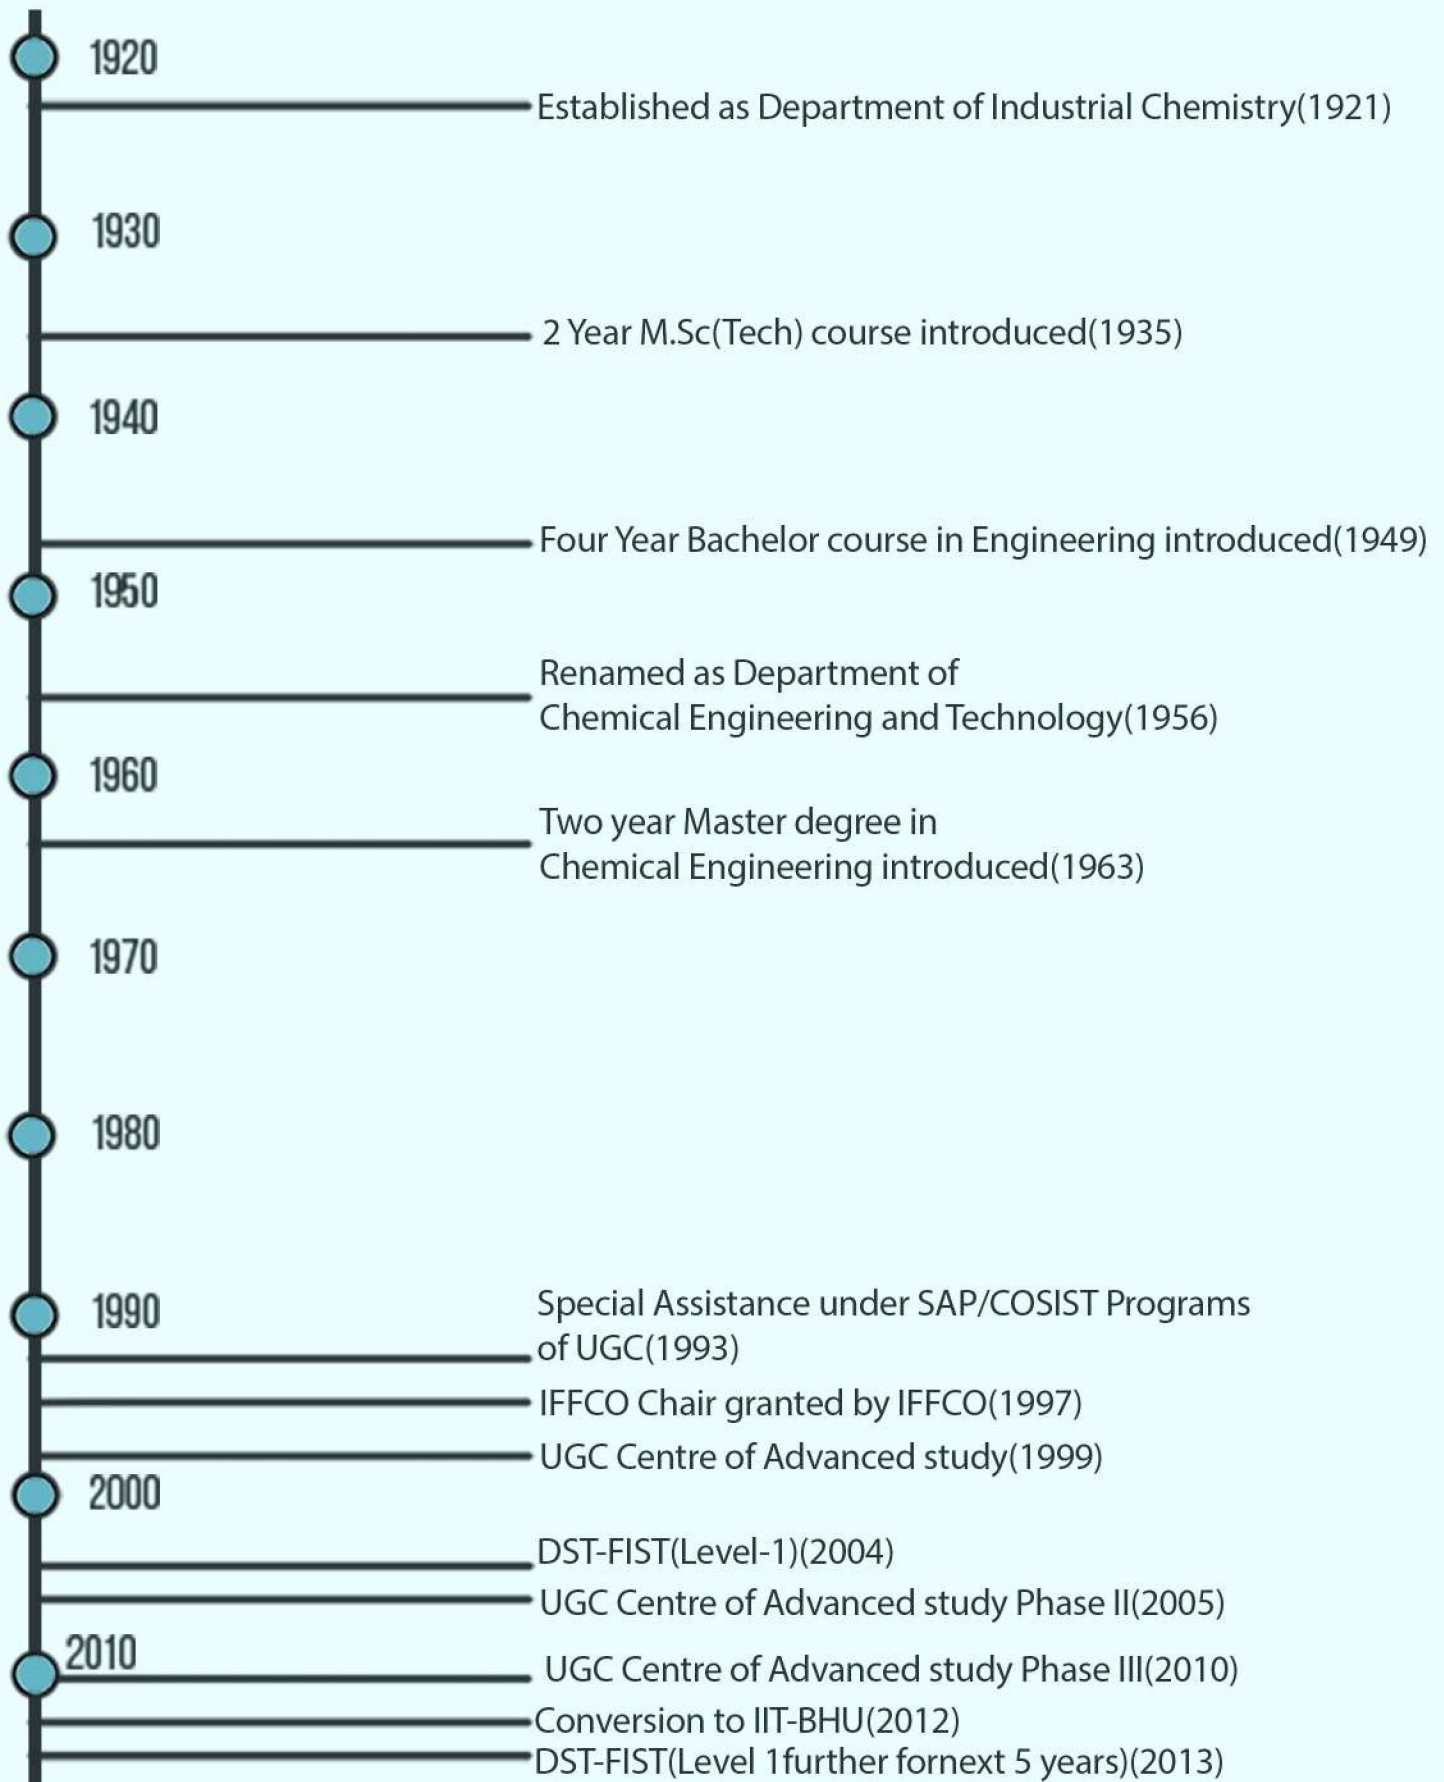 1920
Established as Department of Industrial Chemistry(1921)
1930
2 Year M.Sc(Tech) course introduced(1935)
1940
Four Year Bachelor course in Engineering introduced(1949)
1950
Renamed as Department of
Chemical Engineering and Technology(1956)
1960
Two year Master degree in
Chemical Engineering introduced(1963)
1970
1980
1990
Special Assistance under SAP/COSIST Programs
of UGC(1993)
IFFCO Chair granted by IFFCO(1997)
UGC Centre of Advanced study(1999)
2000
DST-FIST(Level-1)(2004)
UGC Centre of Advanced study Phase II(2005)
2010
UGC Centre of Advanced study Phase III(2010)
Conversion to IIT-BHU(2012)
DST-FIST(Level 1further fornext 5 years)(2013)